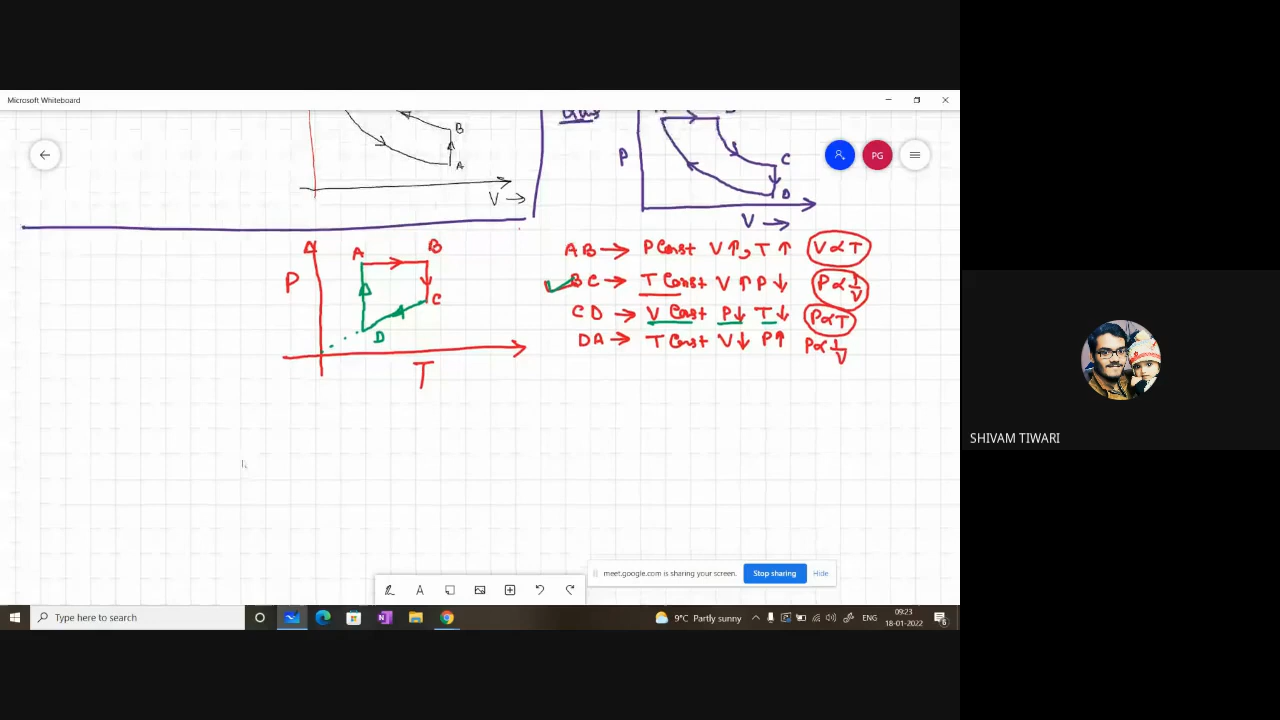 Microsoft Whiteboard
B
A
V →
P
C
D
V →
PG
P
A
B
C
D
T
AB → P Const V↑, T↑ V∝T
BC → T Const V↑ P↓ P∝1/V
CD → V Cost P↓ T↓ P∝T
DA → T Const V↓ P↑ P∝1/V
SHIVAM TIWARI
meet.google.com is sharing your screen. Stop sharing Hide
A
Type here to search
9°C Partly sunny
ENG
09:23
18-01-2022